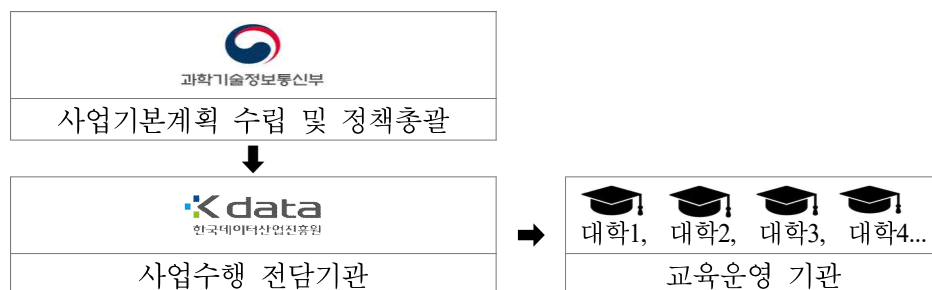 과학기술정보통신부
사업기본계획 수립 및 정책총괄
Kdata
한국데이터산업진흥원
사업수행 전담기관
대학1, 대학2, 대학3, 대학4...
교육운영 기관